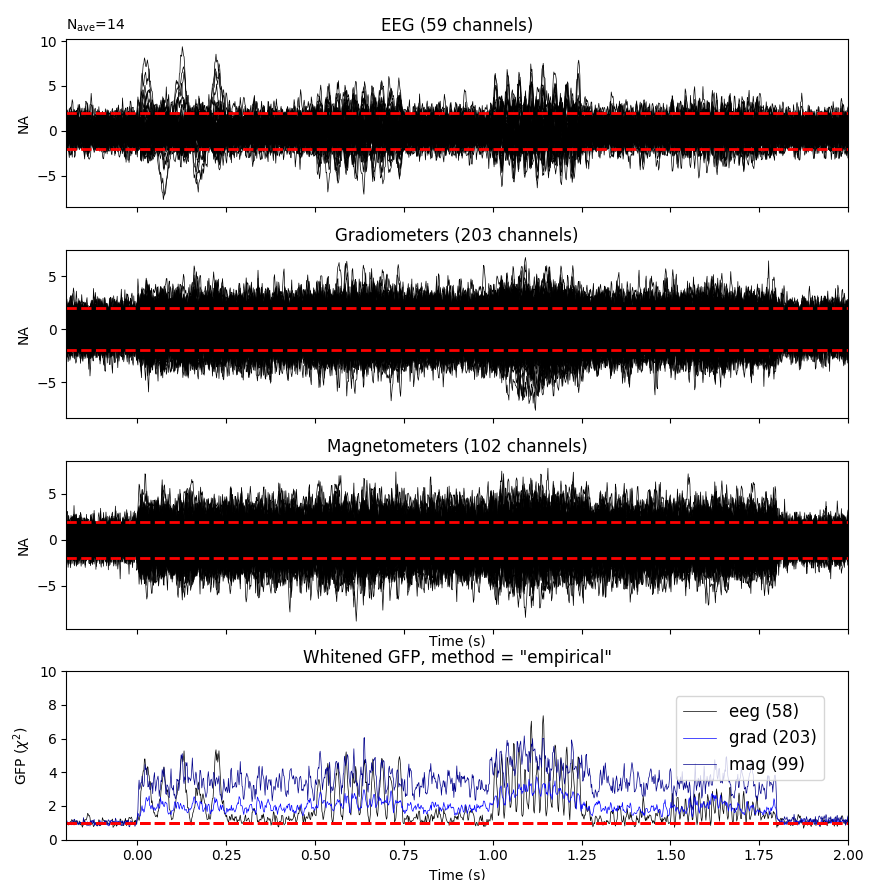 N_ave=14
EEG (59 channels)
10
5
0
−5
NA
Gradiometers (203 channels)
5
0
−5
NA
Magnetometers (102 channels)
5
0
−5
NA
Time (s)
Whitened GFP, method = "empirical"
10
8
6
4
2
0
GFP (χ²)
eeg (58)
grad (203)
mag (99)
0.00 0.25 0.50 0.75 1.00 1.25 1.50 1.75 2.00
Time (s)